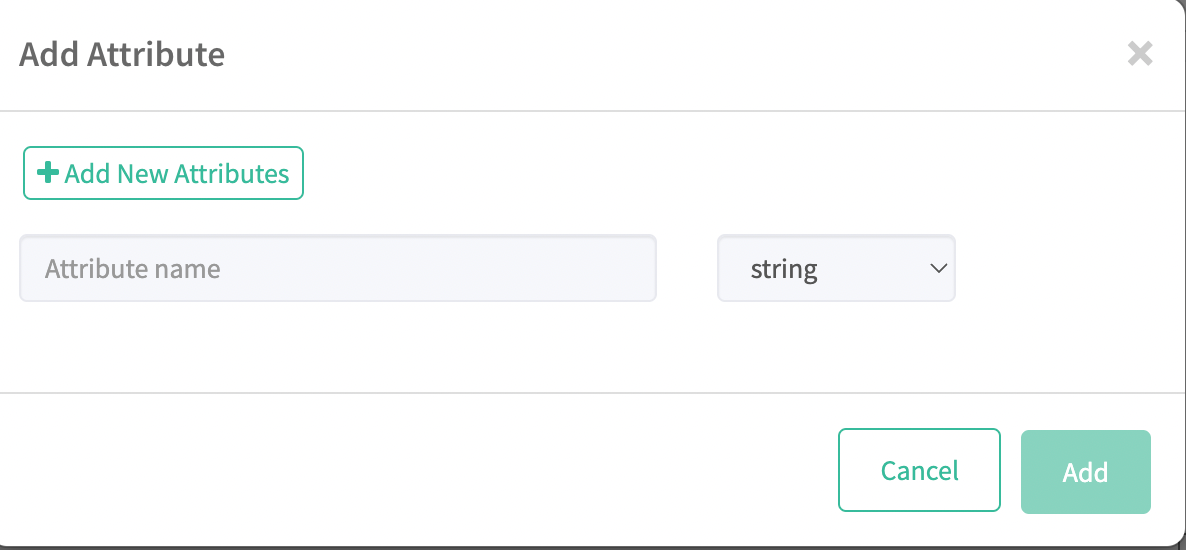 Add Attribute
Add New Attributes
Attribute name
string
Cancel
Add